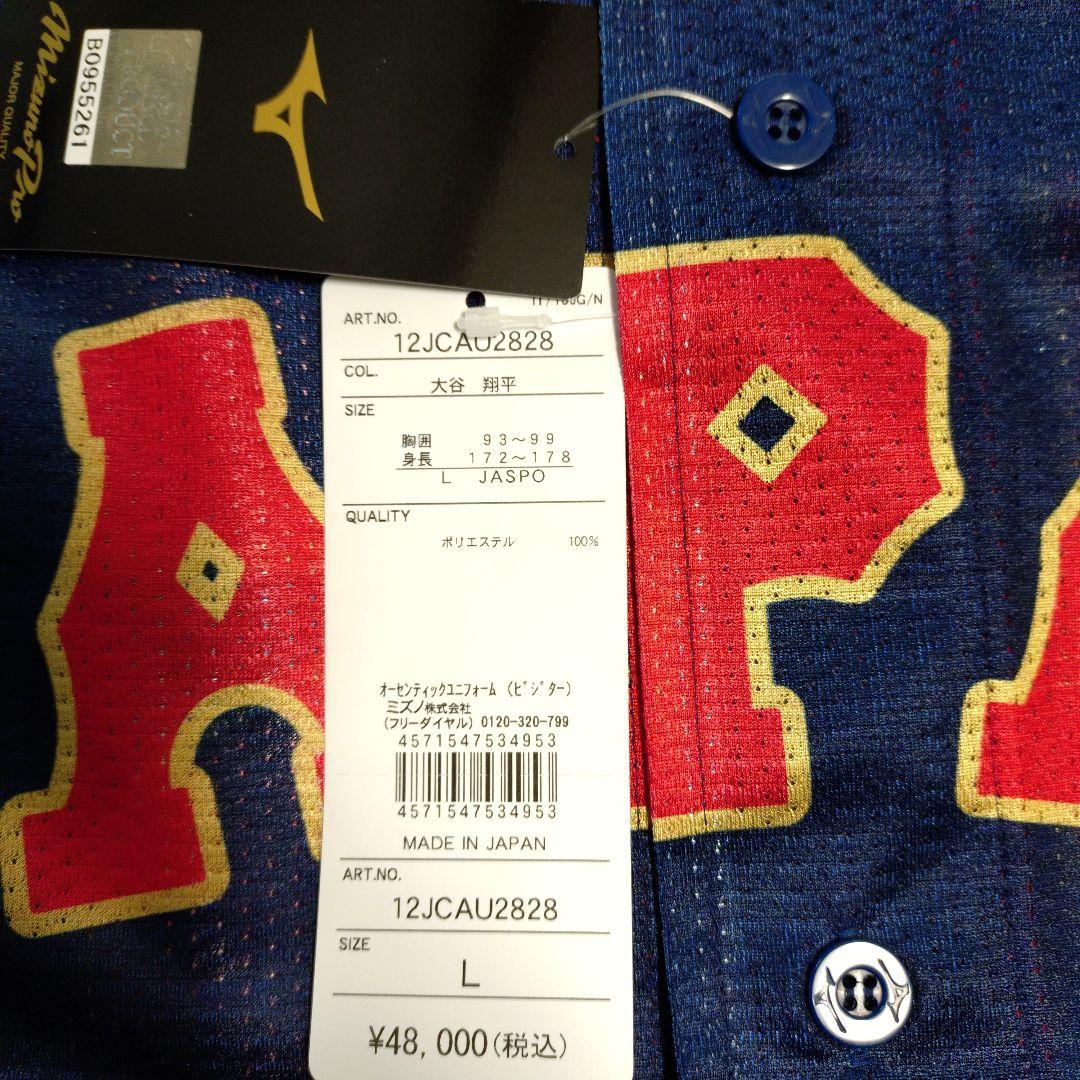 Mizuno Pro
MAJOR QUALITY
B0955261
ART.NO.
12JCAU2828
COL.
大谷 翔平
SIZE
胸囲 93～99
身長 172～178
L JASPO
QUALITY
ポリエステル 100%
オーセンティックユニフォーム (ビジター)
ミズノ株式会社
(フリーダイヤル) 0120-320-799
4571547534953
4571547534953
MADE IN JAPAN
ART.NO.
12JCAU2828
SIZE
L
¥48,000(税込)
APA